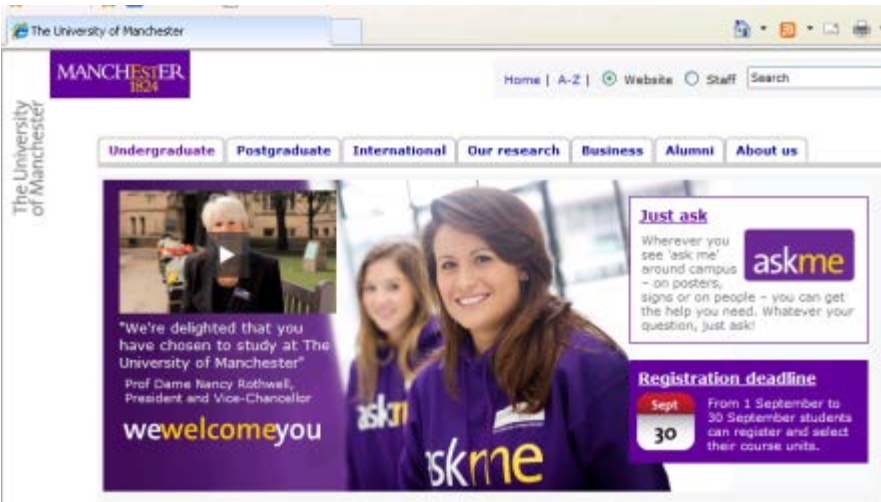 The University of Manchester
MANCHESTER
1824
The University
of Manchester
Home | A-Z | Website Staff Search
Undergraduate Postgraduate International Our research Business Alumni About us
"We're delighted that you
have chosen to study at The
University of Manchester"
Prof Dame Nancy Rothwell,
President and Vice-Chancellor
wewelcomeyou
askm
skme
Just ask
Wherever you
see 'ask me'
around campus
– on posters,
signs or on people – you can get
the help you need. Whatever your
question, just ask!
askme
Registration deadline
Sept
30
From 1 September to
30 September students
can register and select
their course units.